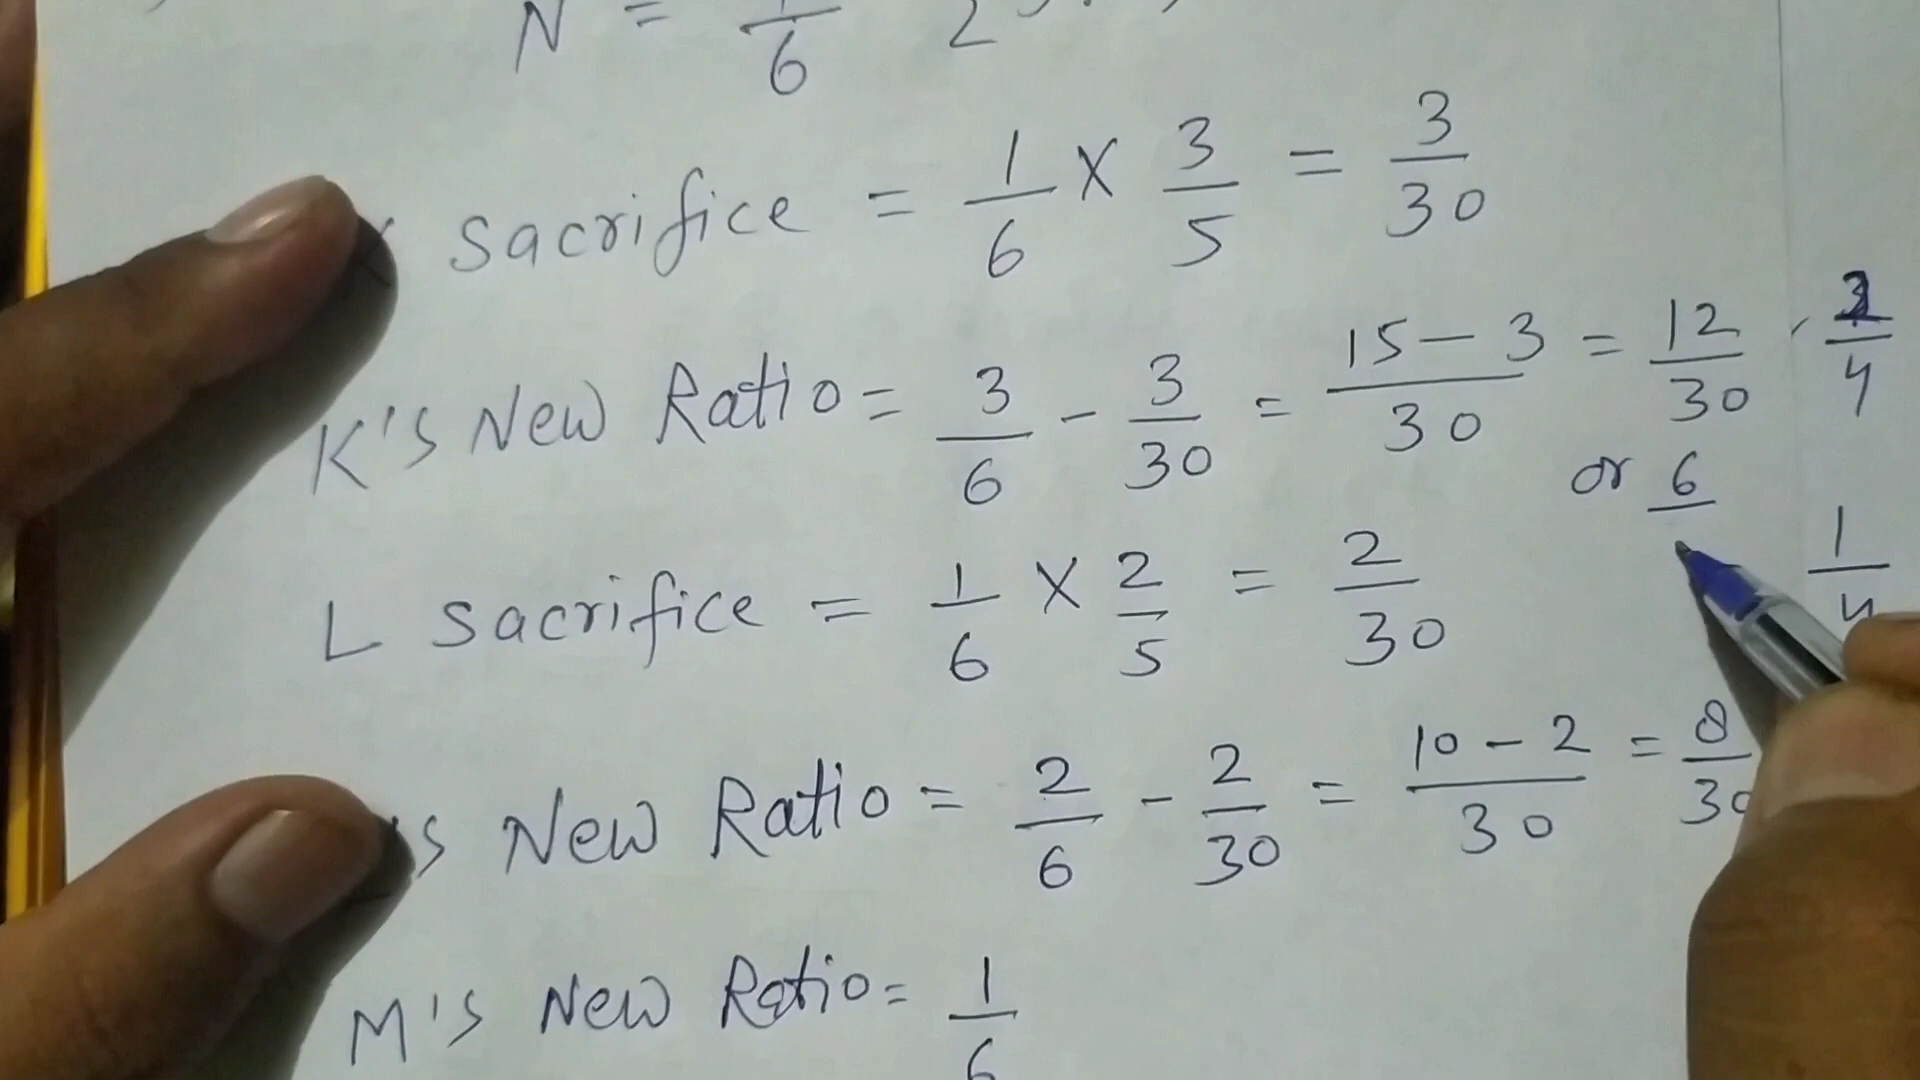 N = 1/6
Sacrifice = 1/6 X 3/5 = 3/30
K's New Ratio = 3/6 - 3/30 = 15 - 3/30 = 12/30
or 6
L Sacrifice = 1/6 X 2/5 = 2/30
's New Ratio = 2/6 - 2/30 = 10 - 2/30 = 8/30
M's New Ratio = 1/6
1/4